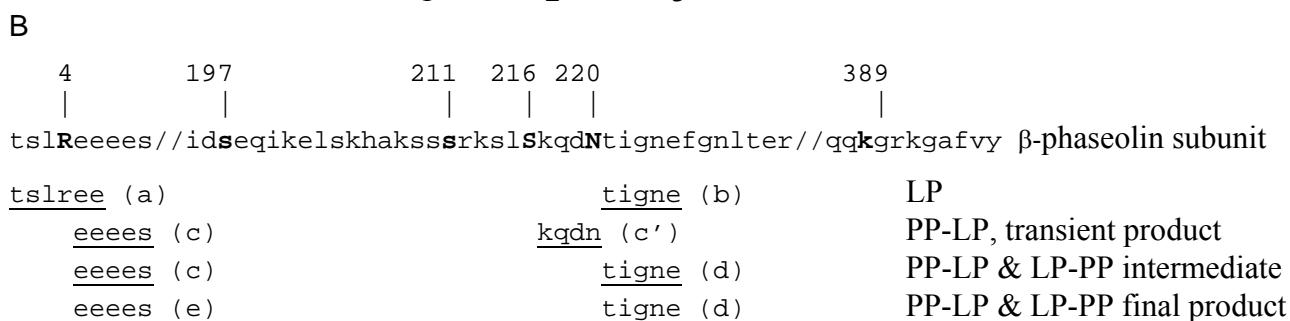 B
4 197 211 216 220 389
| | | | | |
tslReeees//idseqikelskhaksssrkslSkqdNtignefgnlter//qqkgrkgafvy β-phaseolin subunit
tslree (a) tigne (b) LP
eeees (c) kqdn (c’) PP-LP, transient product
eeees (c) tigne (d) PP-LP & LP-PP intermediate
eeees (e) tigne (d) PP-LP & LP-PP final product